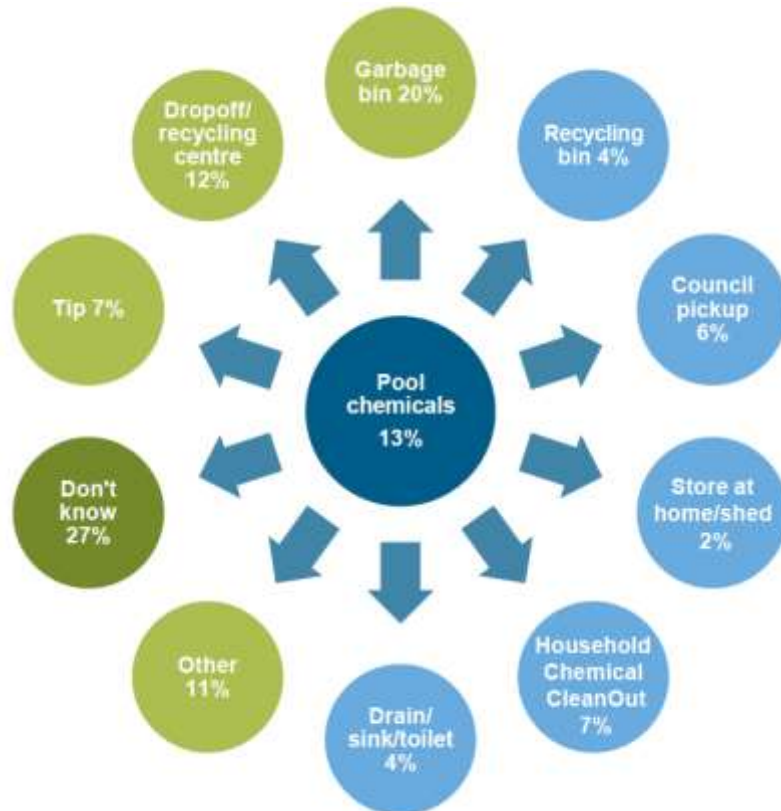 Garbage
bin 20%
Recycling
bin 4%
Council
pickup
6%
Store at
home/shed
2%
Household
Chemical
CleanOut
7%
Drain/
sink/toilet
4%
Other
11%
Don't
know
27%
Tip 7%
Dropoff/
recycling
centre
12%
Pool
chemicals
13%